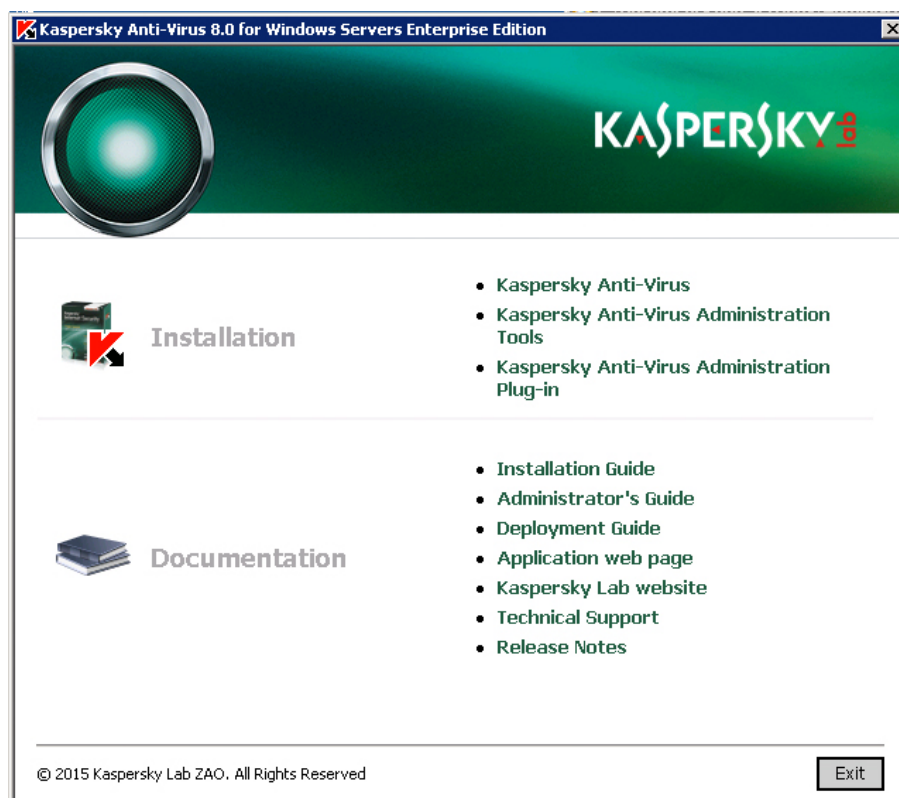 Kaspersky Anti-Virus 8.0 for Windows Servers Enterprise Edition
KASPERSKY lab
Installation
Kaspersky Anti-Virus
Kaspersky Anti-Virus Administration
Tools
Kaspersky Anti-Virus Administration
Plug-in
Documentation
Installation Guide
Administrator's Guide
Deployment Guide
Application web page
Kaspersky Lab website
Technical Support
Release Notes
© 2015 Kaspersky Lab ZAO. All Rights Reserved
Exit